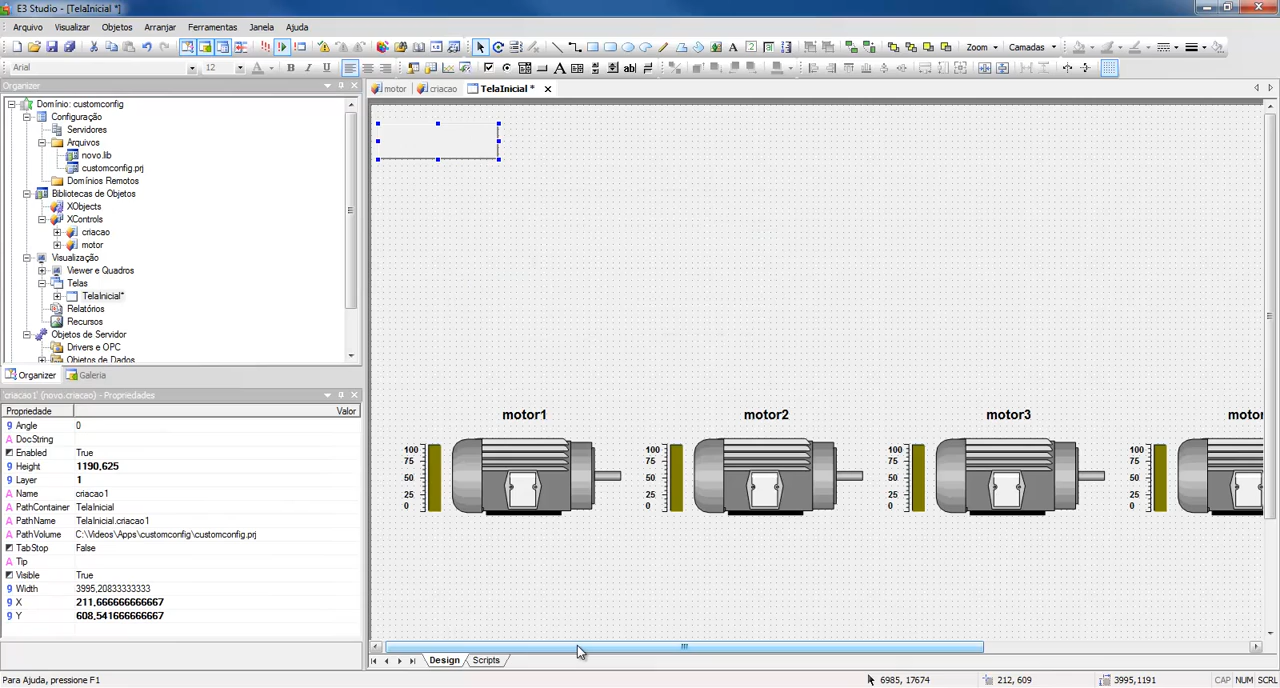 E3 Studio - [TelaInicial *]
Arquivo Visualizar Objetos Arranjar Ferramentas Janela Ajuda
Zoom Camadas
Arial 12
Organizer
motor criacao TelaInicial *
Domínio: customconfig
Configuração
Servidores
Arquivos
novo.lib
customconfig.prj
Domínios Remotos
Bibliotecas de Objetos
XObjects
XControls
criacao
motor
Visualização
Viewer e Quadros
Telas
TelaInicial*
Relatórios
Recursos
Objetos de Servidor
Drivers e OPC
Objetos de Dados
Organizer Galeria
'criacao1' (novo.criacao) - Propriedades
Propriedade Valor
Angle 0
DocString
Enabled True
Height 1190,625
Layer 1
Name criacao1
PathContainer TelaInicial
PathName TelaInicial.criacao1
PathVolume C:\Videos\Apps\customconfig\customconfig.prj
TabStop False
Tip
Visible True
Width 3995,20833333333
X 211,666666666667
Y 608,541666666667
motor1 motor2 motor3 motor
100 100 100 100
75 75 75 75
50 50 50 50
25 25 25 25
0 0 0 0
Design Scripts
Para Ajuda, pressione F1
6985, 17674 212, 609 3995,1191 CAP NUM SCRL